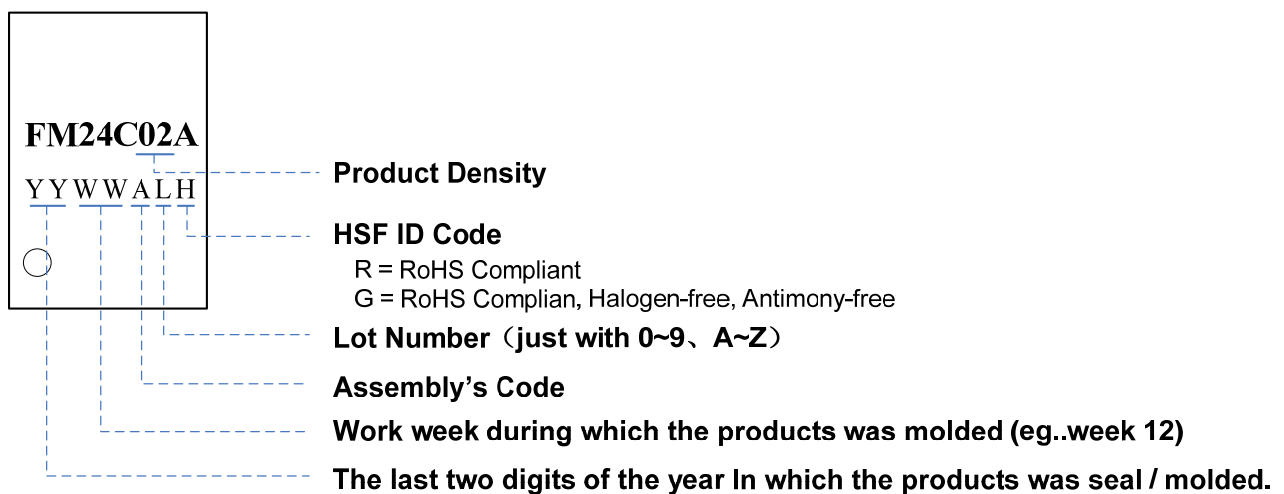 FM24C02A
YYWWALH
Product Density
HSF ID Code
R = RoHS Compliant
G = RoHS Complian, Halogen-free, Antimony-free
Lot Number（just with 0~9、A~Z）
Assembly’s Code
Work week during which the products was molded (eg..week 12)
The last two digits of the year In which the products was seal / molded.